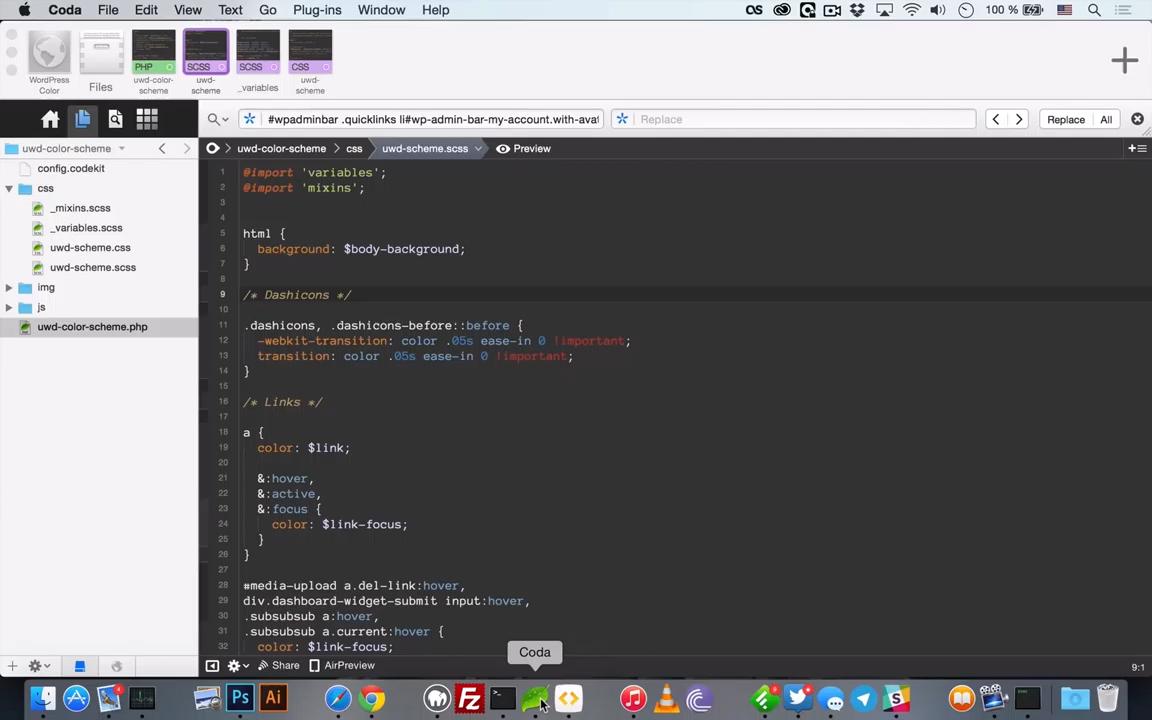 Coda File Edit View Text Go Plug-ins Window Help 100 %
PHP SCSS SCSS CSS
WordPress Color Files uwd-color-scheme uwd-scheme _variables uwd-scheme
#wpadminbar .quicklinks li#wp-admin-bar-my-account.with-avat Replace Replace All
uwd-color-scheme uwd-color-scheme css uwd-scheme.scss Preview
config.codekit
css
_mixins.scss
_variables.scss
uwd-scheme.css
uwd-scheme.scss
img
js
uwd-color-scheme.php
1 @import 'variables';
2 @import 'mixins';
3
4
5 html {
6 background: $body-background;
7 }
8
9 /* Dashicons */
10
11 .dashicons, .dashicons-before::before {
12 -webkit-transition: color .05s ease-in 0 !important;
13 transition: color .05s ease-in 0 !important;
14 }
15
16 /* Links */
17
18 a {
19 color: $link;
20
21 &:hover,
22 &:active,
23 &:focus {
24 color: $link-focus;
25 }
26 }
27
28 #media-upload a.del-link:hover,
29 div.dashboard-widget-submit input:hover,
30 .subsubsub a:hover,
31 .subsubsub a.current:hover {
32 color: $link-focus;
Coda
Share AirPreview 9:1
4 Ps Ai Fz 9 1